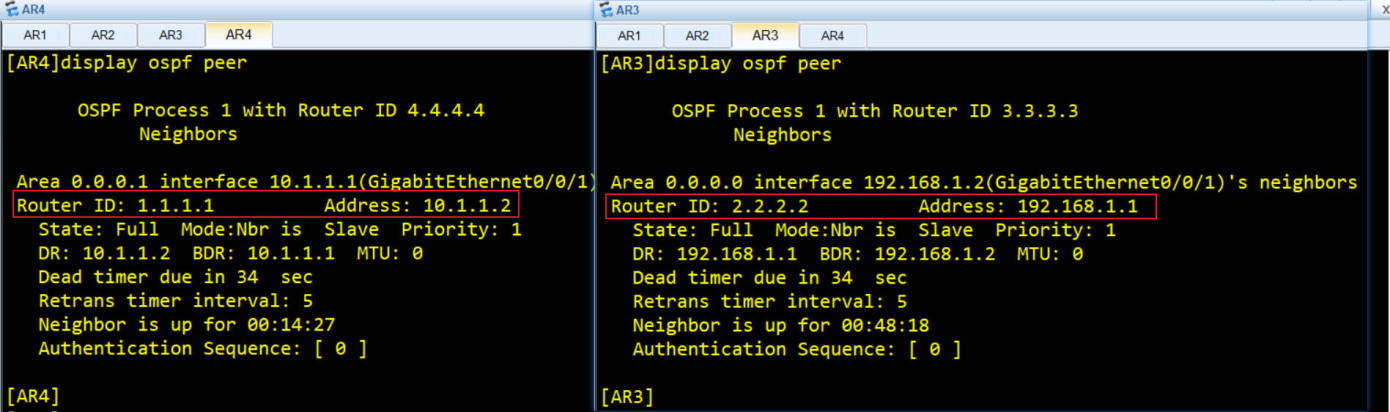 AR4
AR1 AR2 AR3 AR4
[AR4]display ospf peer
OSPF Process 1 with Router ID 4.4.4.4
Neighbors
Area 0.0.0.1 interface 10.1.1.1(GigabitEthernet0/0/1)
Router ID: 1.1.1.1 Address: 10.1.1.2
State: Full Mode:Nbr is Slave Priority: 1
DR: 10.1.1.2 BDR: 10.1.1.1 MTU: 0
Dead timer due in 34 sec
Retrans timer interval: 5
Neighbor is up for 00:14:27
Authentication Sequence: [ 0 ]
[AR4]
AR3
X
AR1 AR2 AR3 AR4
[AR3]display ospf peer
OSPF Process 1 with Router ID 3.3.3.3
Neighbors
Area 0.0.0.0 interface 192.168.1.2(GigabitEthernet0/0/1)'s neighbors
Router ID: 2.2.2.2 Address: 192.168.1.1
State: Full Mode:Nbr is Slave Priority: 1
DR: 192.168.1.1 BDR: 192.168.1.2 MTU: 0
Dead timer due in 34 sec
Retrans timer interval: 5
Neighbor is up for 00:48:18
Authentication Sequence: [ 0 ]
[AR3]